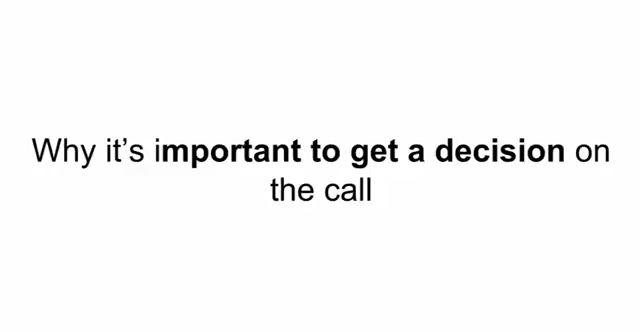 Why it’s important to get a decision on
the call